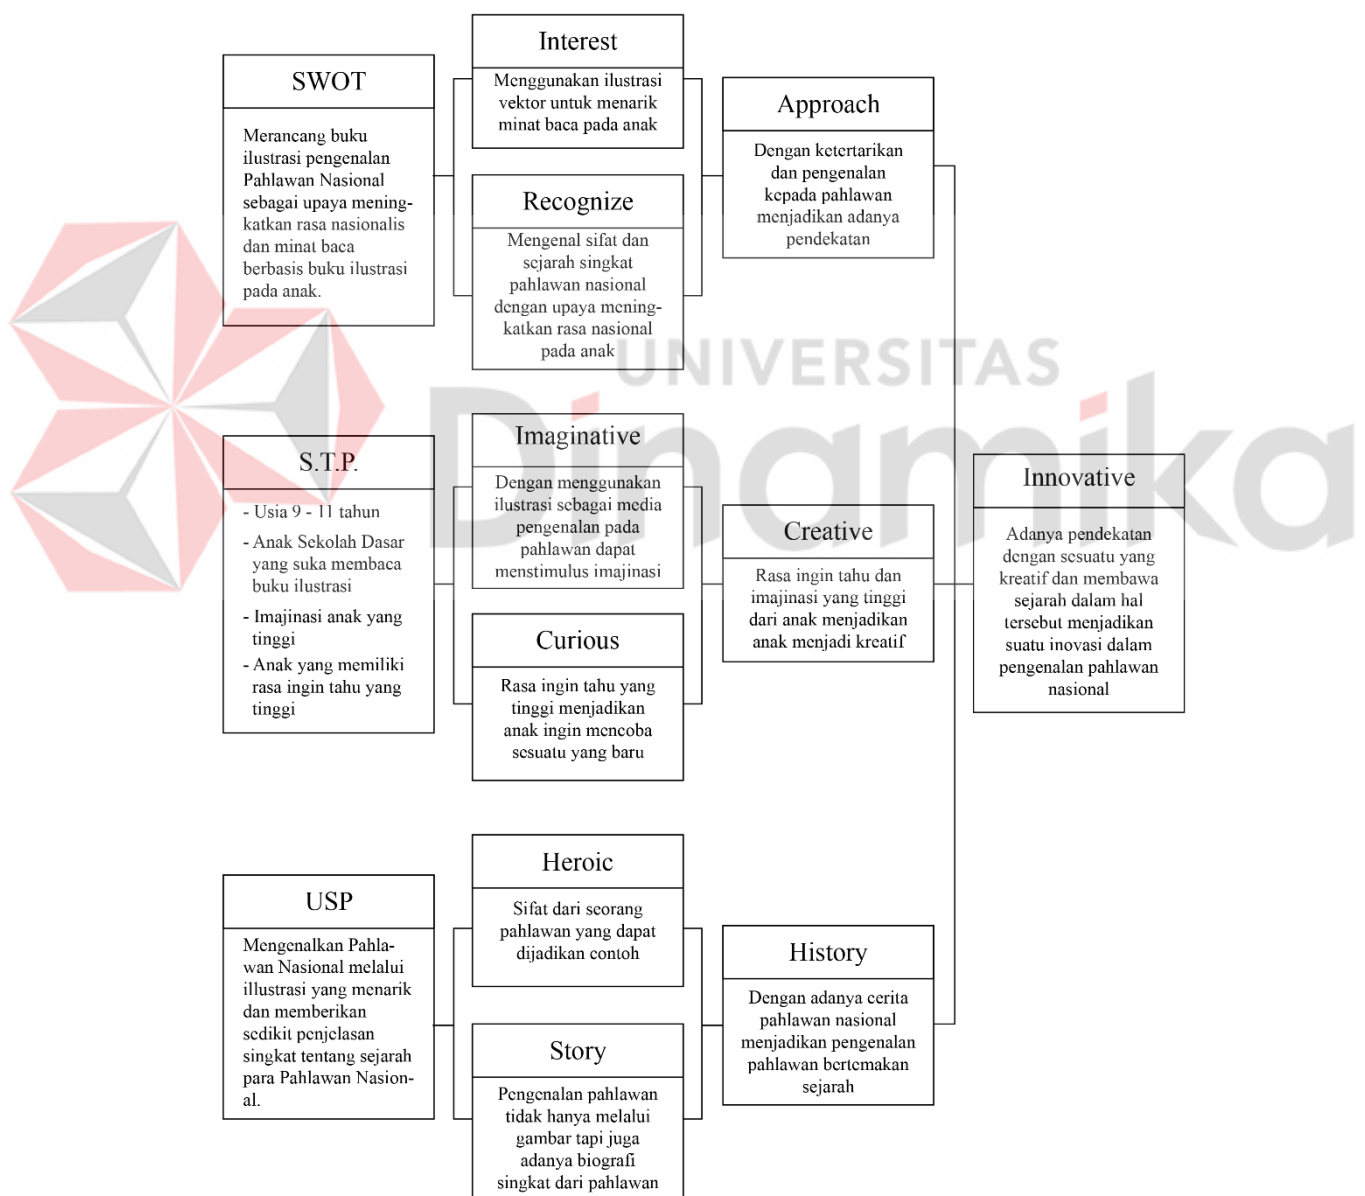 SWOT
Merancang buku
ilustrasi pengenalan
Pahlawan Nasional
sebagai upaya mening-
katkan rasa nasionalis
dan minat baca
berbasis buku ilustrasi
pada anak.
Interest
Menggunakan ilustrasi
vektor untuk menarik
minat baca pada anak
Recognize
Mengenal sifat dan
sejarah singkat
pahlawan nasional
dengan upaya mening-
katkan rasa nasional
pada anak
Approach
Dengan ketertarikan
dan pengenalan
kepada pahlawan
menjadikan adanya
pendekatan
UNIVERSITAS
Dinamika
S.T.P.
- Usia 9 - 11 tahun
- Anak Sekolah Dasar
yang suka membaca
buku ilustrasi
- Imajinasi anak yang
tinggi
- Anak yang memiliki
rasa ingin tahu yang
tinggi
Imaginative
Dengan menggunakan
ilustrasi sebagai media
pengenalan pada
pahlawan dapat
menstimulus imajinasi
Curious
Rasa ingin tahu yang
tinggi menjadikan
anak ingin mencoba
sesuatu yang baru
Creative
Rasa ingin tahu dan
imajinasi yang tinggi
dari anak menjadikan
anak menjadi kreatif
Innovative
Adanya pendekatan
dengan sesuatu yang
kreatif dan membawa
sejarah dalam hal
tersebut menjadikan
suatu inovasi dalam
pengenalan pahlawan
nasional
USP
Mengenalkan Pahla-
wan Nasional melalui
illustrasi yang menarik
dan memberikan
sedikit penjelasan
singkat tentang sejarah
para Pahlawan Nasion-
al.
Heroic
Sifat dari seorang
pahlawan yang dapat
dijadikan contoh
Story
Pengenalan pahlawan
tidak hanya melalui
gambar tapi juga
adanya biografi
singkat dari pahlawan
History
Dengan adanya cerita
pahlawan nasional
menjadikan pengenalan
pahlawan bertemakan
sejarah